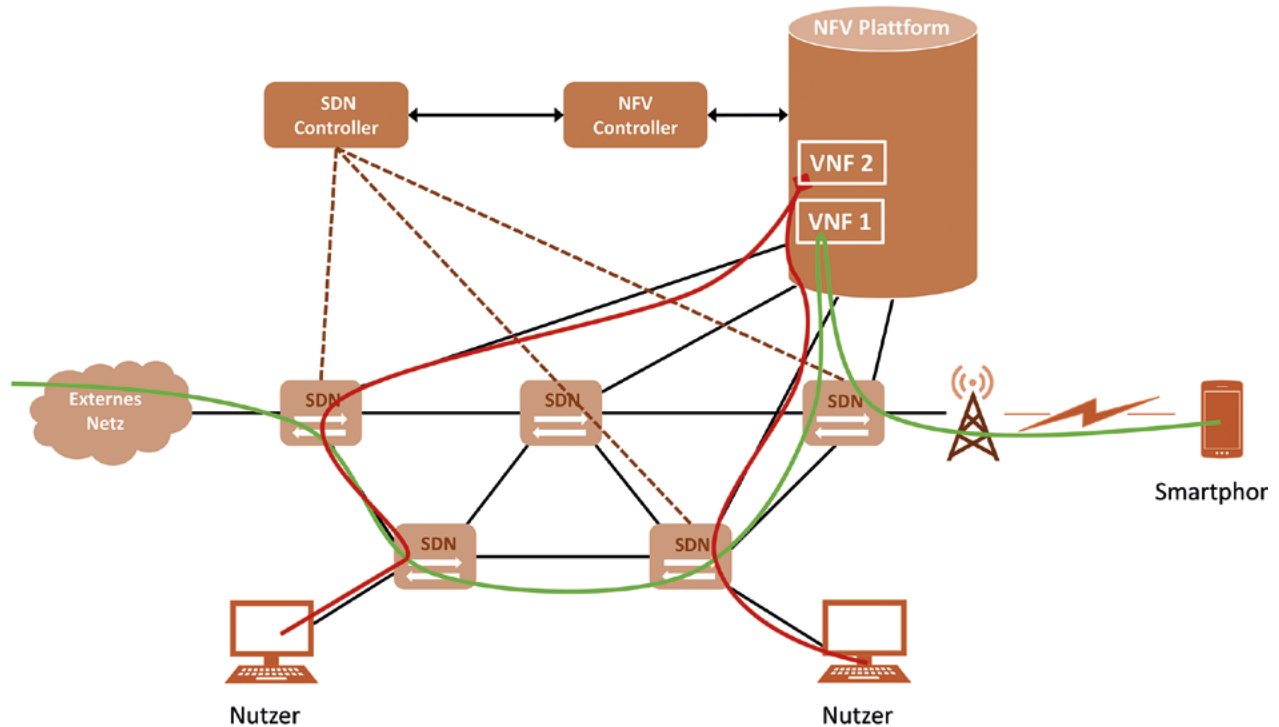 NFV Plattform
SDN
Controller
NFV
Controller
VNF 2
VNF 1
Externes
Netz
SDN
SDN
SDN
Smartphor
SDN
SDN
Nutzer
Nutzer